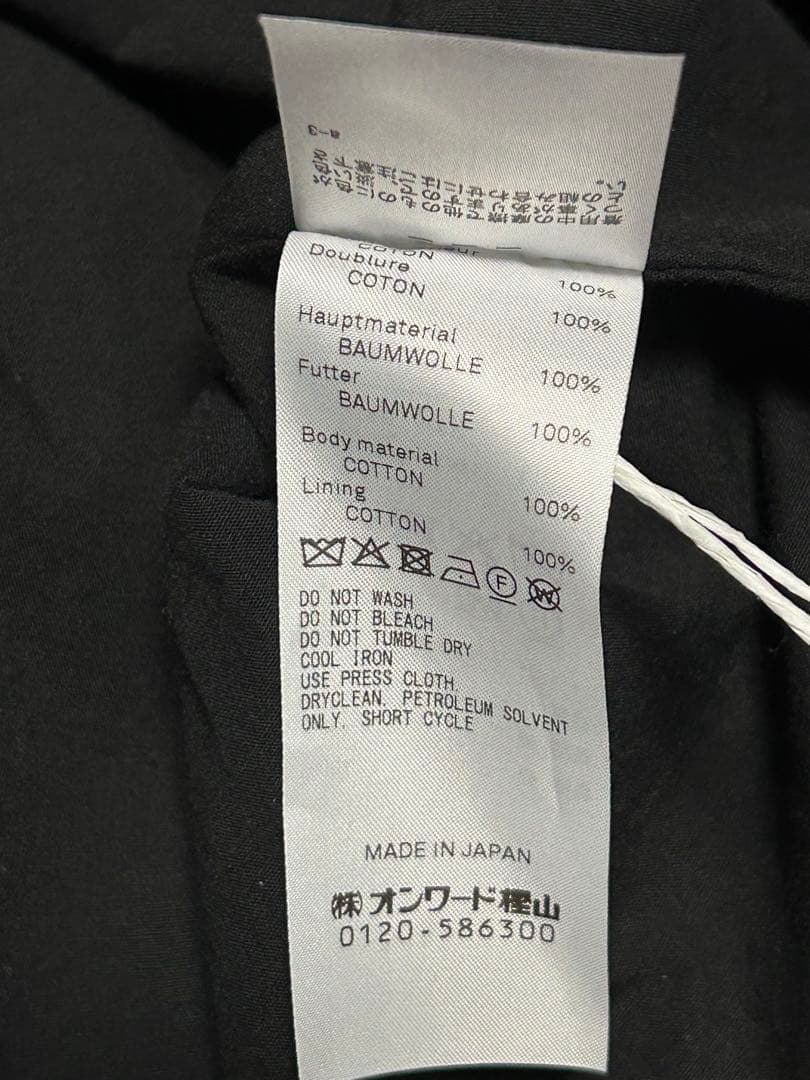 a-3
COTON 100%
Doublure
COTON 100%
Hauptmaterial
BAUMWOLLE 100%
Futter
BAUMWOLLE 100%
Body material
COTTON 100%
Lining
COTTON 100%
F W
DO NOT WASH
DO NOT BLEACH
DO NOT TUMBLE DRY
COOL IRON
USE PRESS CLOTH.
DRYCLEAN. PETROLEUM SOLVENT
ONLY. SHORT CYCLE
MADE IN JAPAN
㈱オンワード樫山
0120-586300